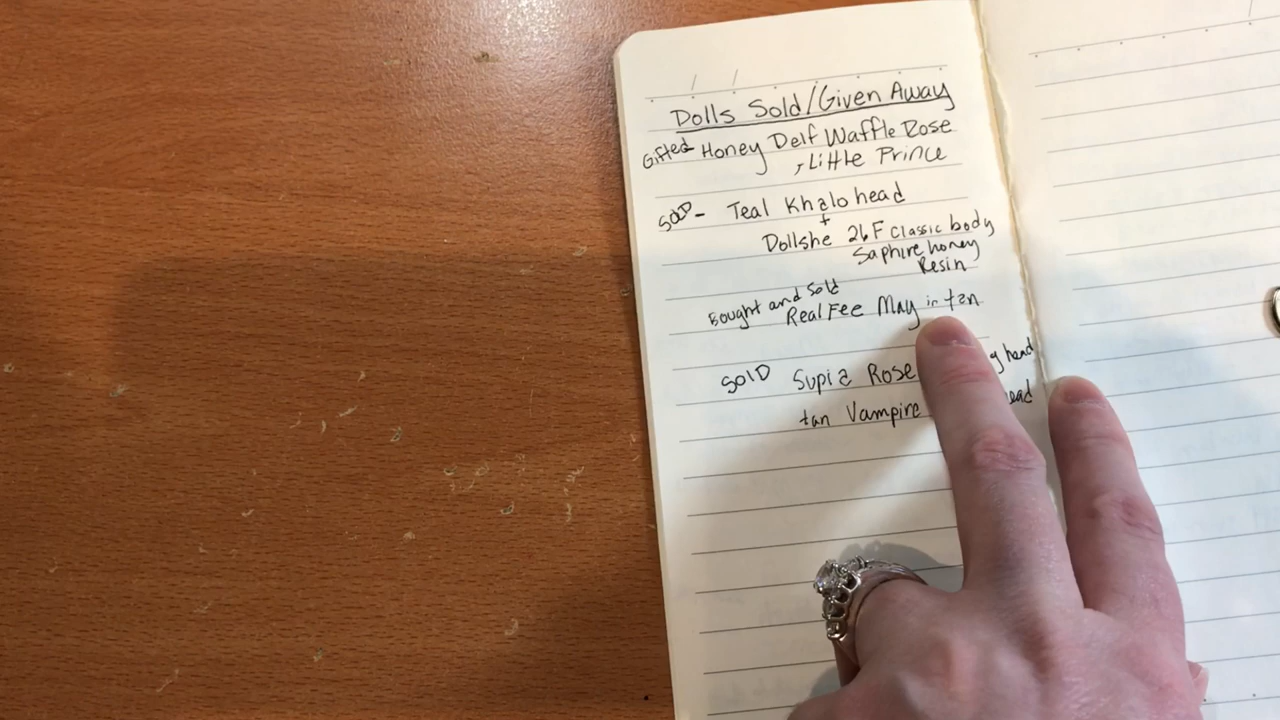 Dolls Sold/Given Away
Gifted Honey Delf Waffle Rose
, Little Prince
SOLD - Teal Khalo head
+
Dollshe 26F Classic body
Saphire honey
Resin
Bought and Sold
RealFee May in tan
SOLD Supia Rose head
tan Vampire